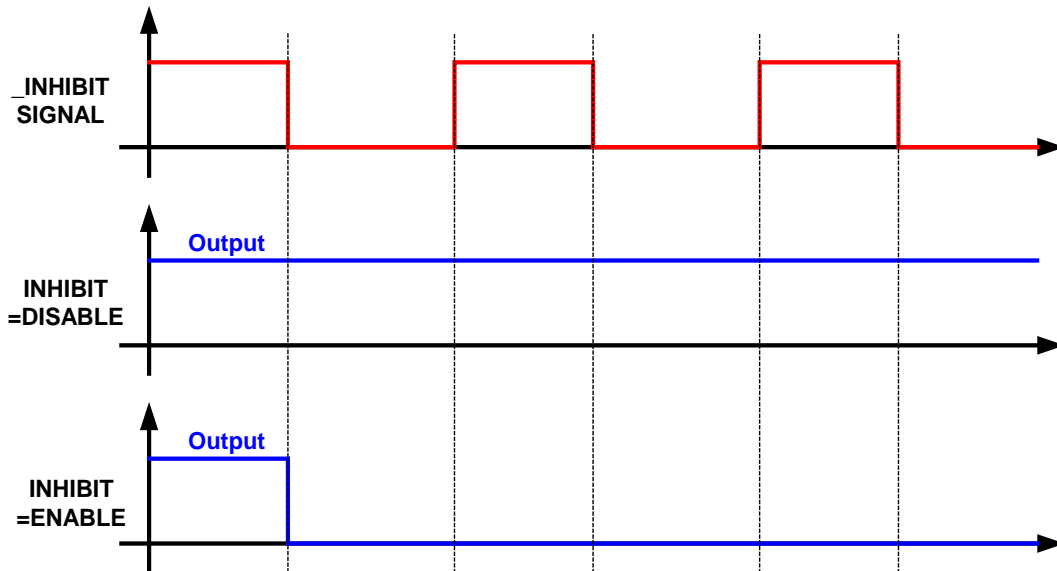 _INHIBIT
SIGNAL
Output
INHIBIT
=DISABLE
Output
INHIBIT
=ENABLE